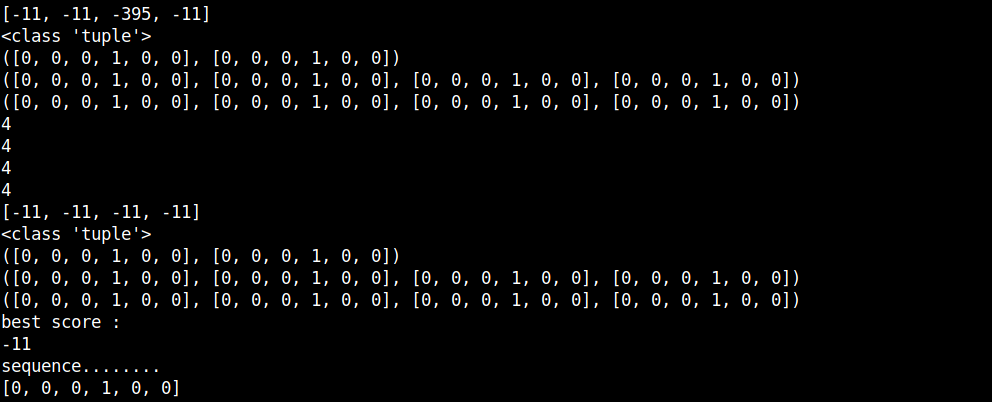 [-11, -11, -395, -11]
<class 'tuple'>
([0, 0, 0, 1, 0, 0], [0, 0, 0, 1, 0, 0])
([0, 0, 0, 1, 0, 0], [0, 0, 0, 1, 0, 0], [0, 0, 0, 1, 0, 0], [0, 0, 0, 1, 0, 0])
([0, 0, 0, 1, 0, 0], [0, 0, 0, 1, 0, 0], [0, 0, 0, 1, 0, 0], [0, 0, 0, 1, 0, 0])
4
4
4
4
[-11, -11, -11, -11]
<class 'tuple'>
([0, 0, 0, 1, 0, 0], [0, 0, 0, 1, 0, 0])
([0, 0, 0, 1, 0, 0], [0, 0, 0, 1, 0, 0], [0, 0, 0, 1, 0, 0], [0, 0, 0, 1, 0, 0])
([0, 0, 0, 1, 0, 0], [0, 0, 0, 1, 0, 0], [0, 0, 0, 1, 0, 0], [0, 0, 0, 1, 0, 0])
best score :
-11
sequence........
[0, 0, 0, 1, 0, 0]